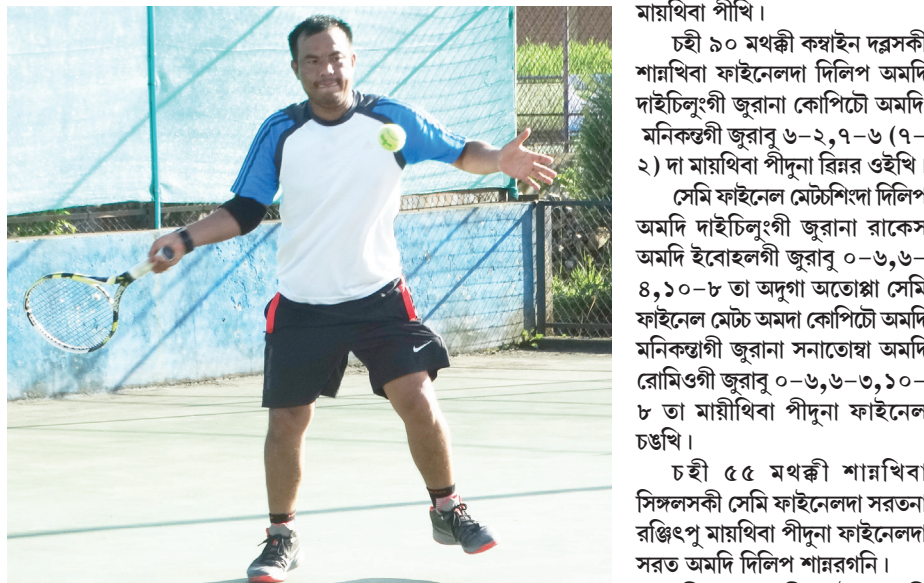 মায়থিবা পীখি।
চহী ৯০ মথক্কী কম্বাইন দব্লসকী
শান্নখিবা ফাইনেলদা দিলিপ অমদি
দাইচিলুংগী জুরানা কোপিচৌ অমদি
মনিকন্তগী জুরাবু ৬–২,৭–৬ (৭–
২) দা মায়থিবা পীদুনা ৱিন্নর ওইখি।
সেমি ফাইনেল মেটচশিংদা দিলিপ
অমদি দাইচিলুংগী জুরানা রাকেস
অমদি ইবোহলগী জুরাবু ০–৬,৬–
৪,১০–৮ তা অদুগা অতোপ্পা সেমি
ফাইনেল মেটচ অমদা কোপিচৌ অমদি
মনিকন্তাগী জুরানা সনাতোম্বা অমদি
রোমিওগী জুরাবু ০–৬,৬–৩,১০–
৮ তা মায়ীথিবা পীদুনা ফাইনেল
চঙখি।
চহী ৫৫ মথক্কী শান্নখিবা
সিঙ্গলসকী সেমি ফাইনেলদা সরতনা
রঞ্জিৎপু মায়থিবা পীদুনা ফাইনেলদা
সরত অমদি দিলিপ শান্নরগনি।